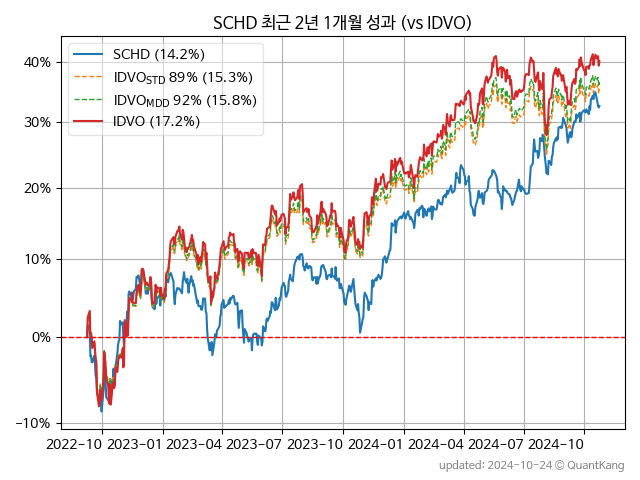 SCHD 최근 2년 1개월 성과 (vs IDVO)
SCHD (14.2%)
IDVO_STD 89% (15.3%)
IDVO_MDD 92% (15.8%)
IDVO (17.2%)
40%
30%
20%
10%
0%
−10%
2022-10 2023-01 2023-04 2023-07 2023-10 2024-01 2024-04 2024-07 2024-10
updated: 2024-10-24 © QuantKang